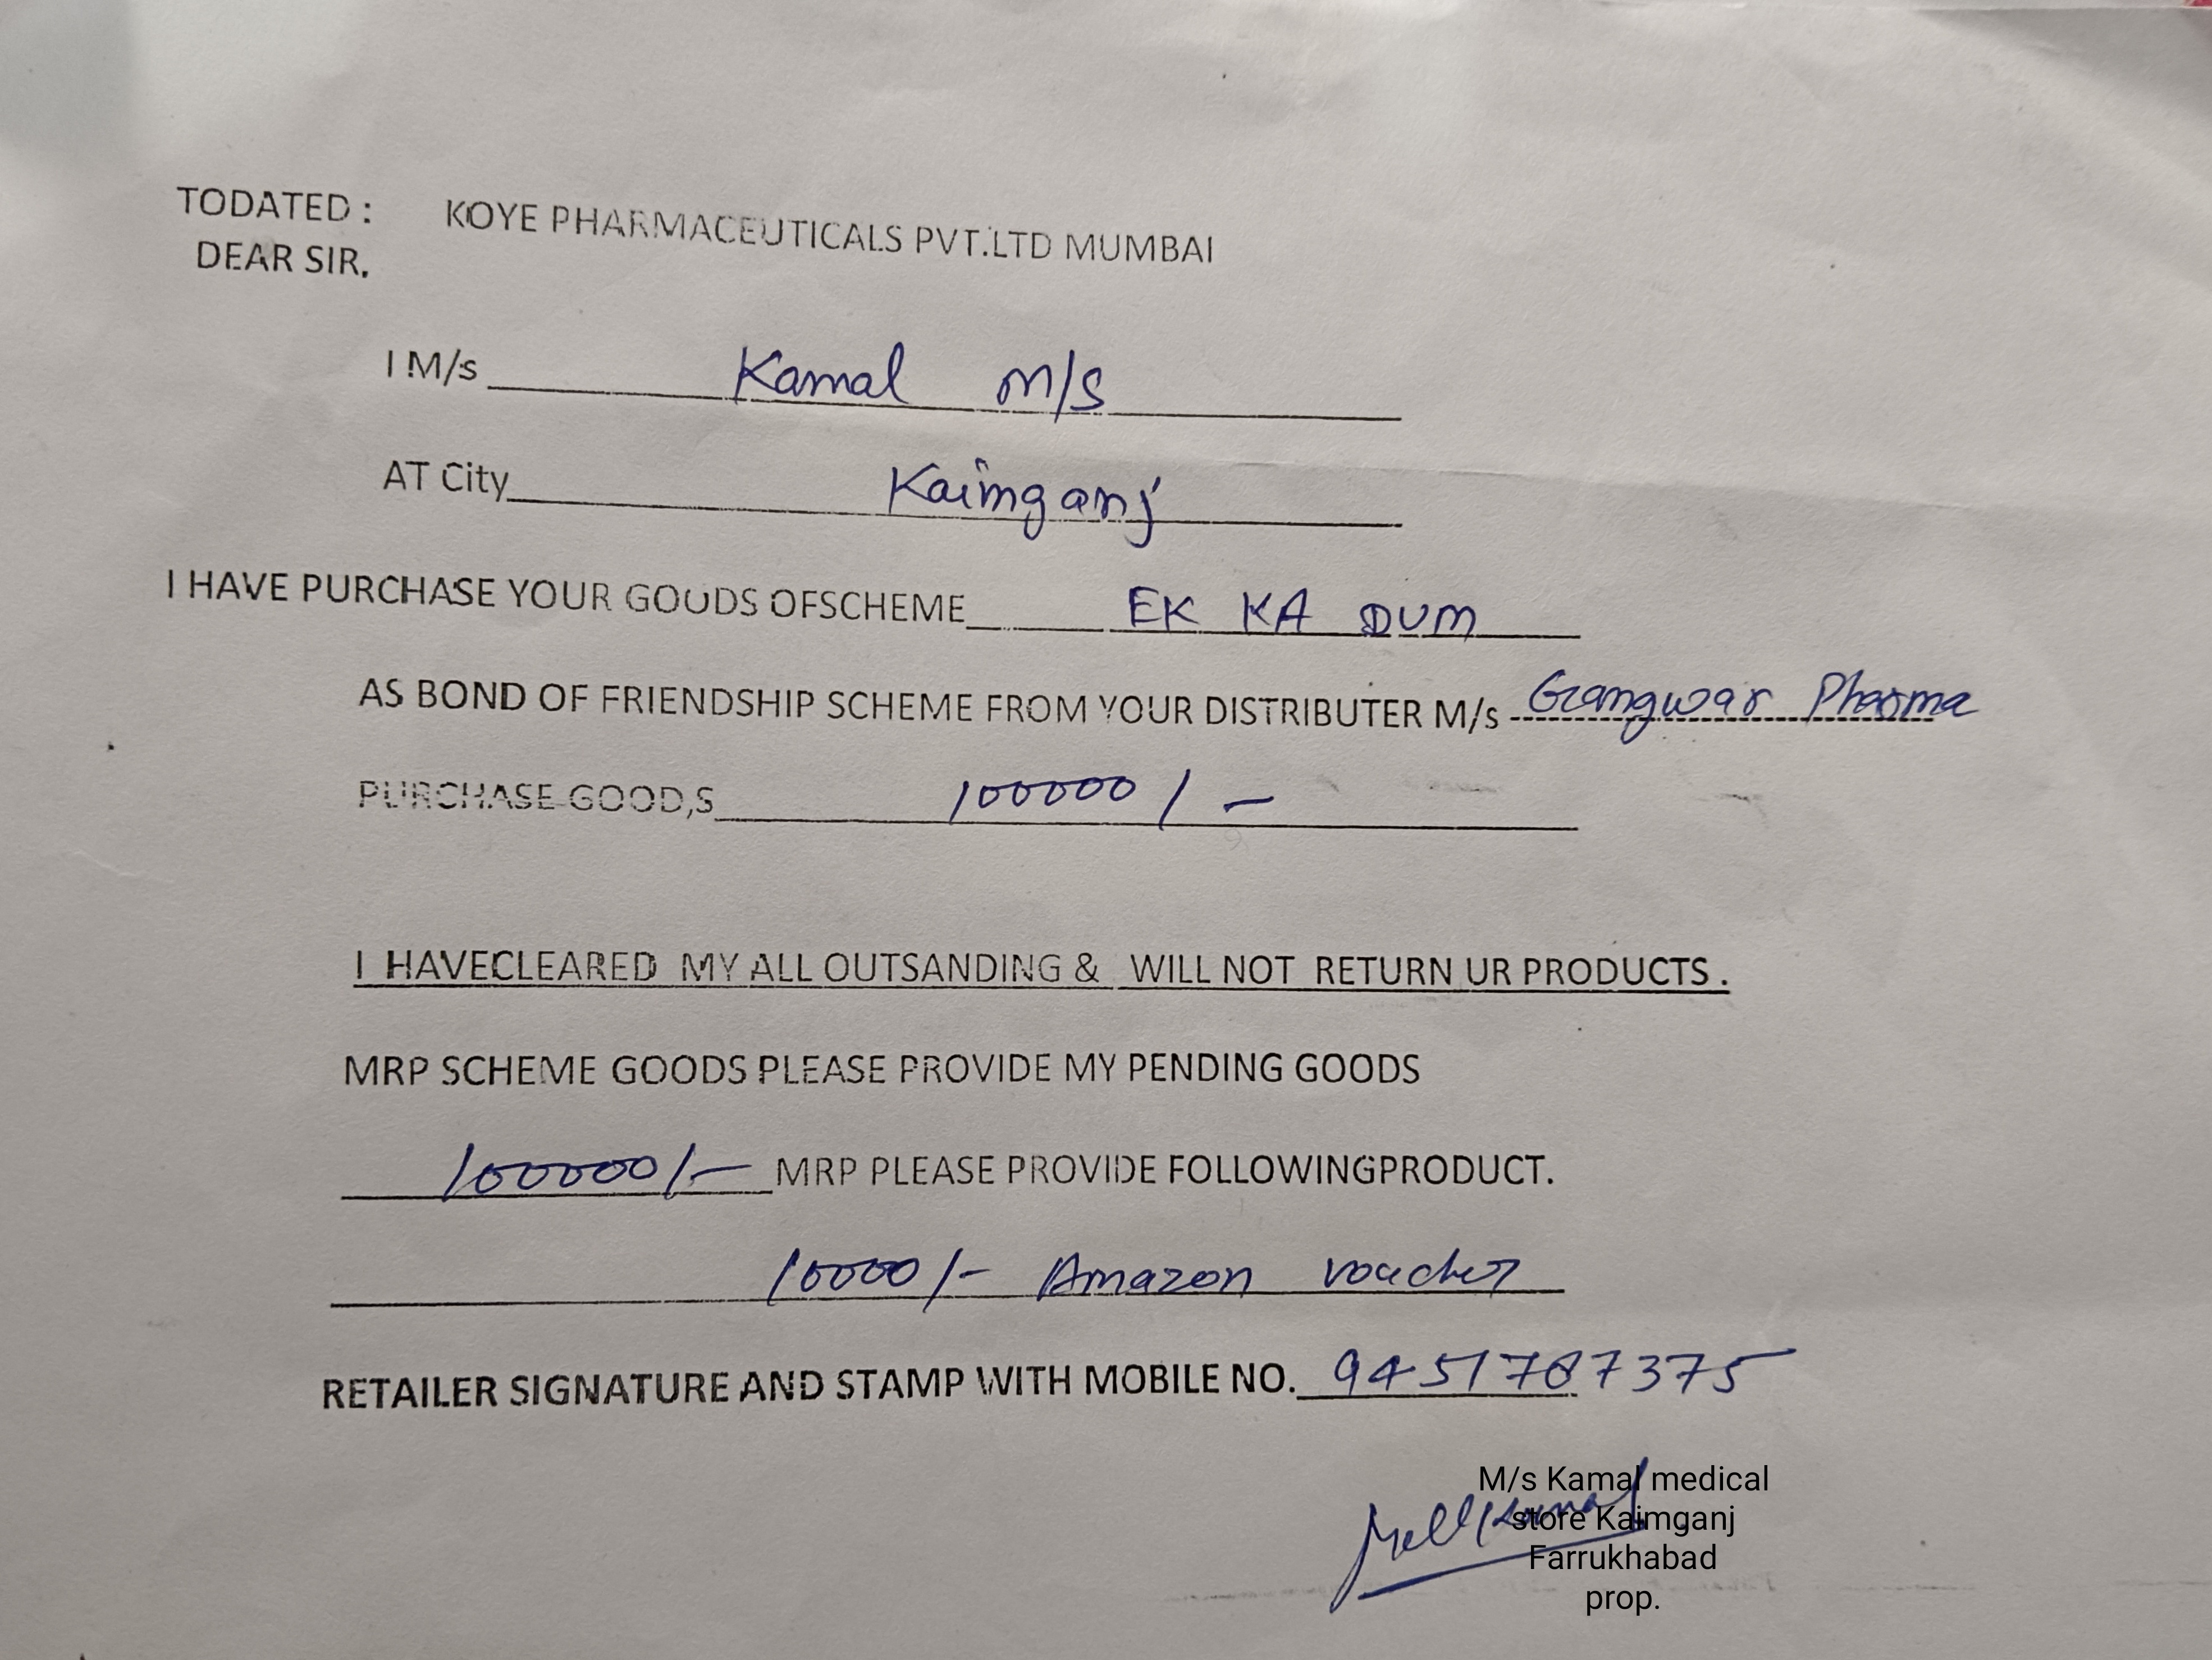 TODATED : KOYE PHARMACEUTICALS PVT.LTD MUMBAI
DEAR SIR.
I M/s Kamal M/S
AT City Kaimganj
I HAVE PURCHASE YOUR GOODS OFSCHEME EK KA DUM
AS BOND OF FRIENDSHIP SCHEME FROM YOUR DISTRIBUTER M/s Gangwar Pharma
PURCHASE GOOD,S 100000/-
I HAVECLEARED MY ALL OUTSANDING & WILL NOT RETURN UR PRODUCTS.
MRP SCHEME GOODS PLEASE PROVIDE MY PENDING GOODS
100000/- MRP PLEASE PROVIDE FOLLOWINGPRODUCT.
10000/- Amazon voucher
RETAILER SIGNATURE AND STAMP WITH MOBILE NO. 9451787375
M/s Kamal medical
store Kaimganj
Farrukhabad
prop.